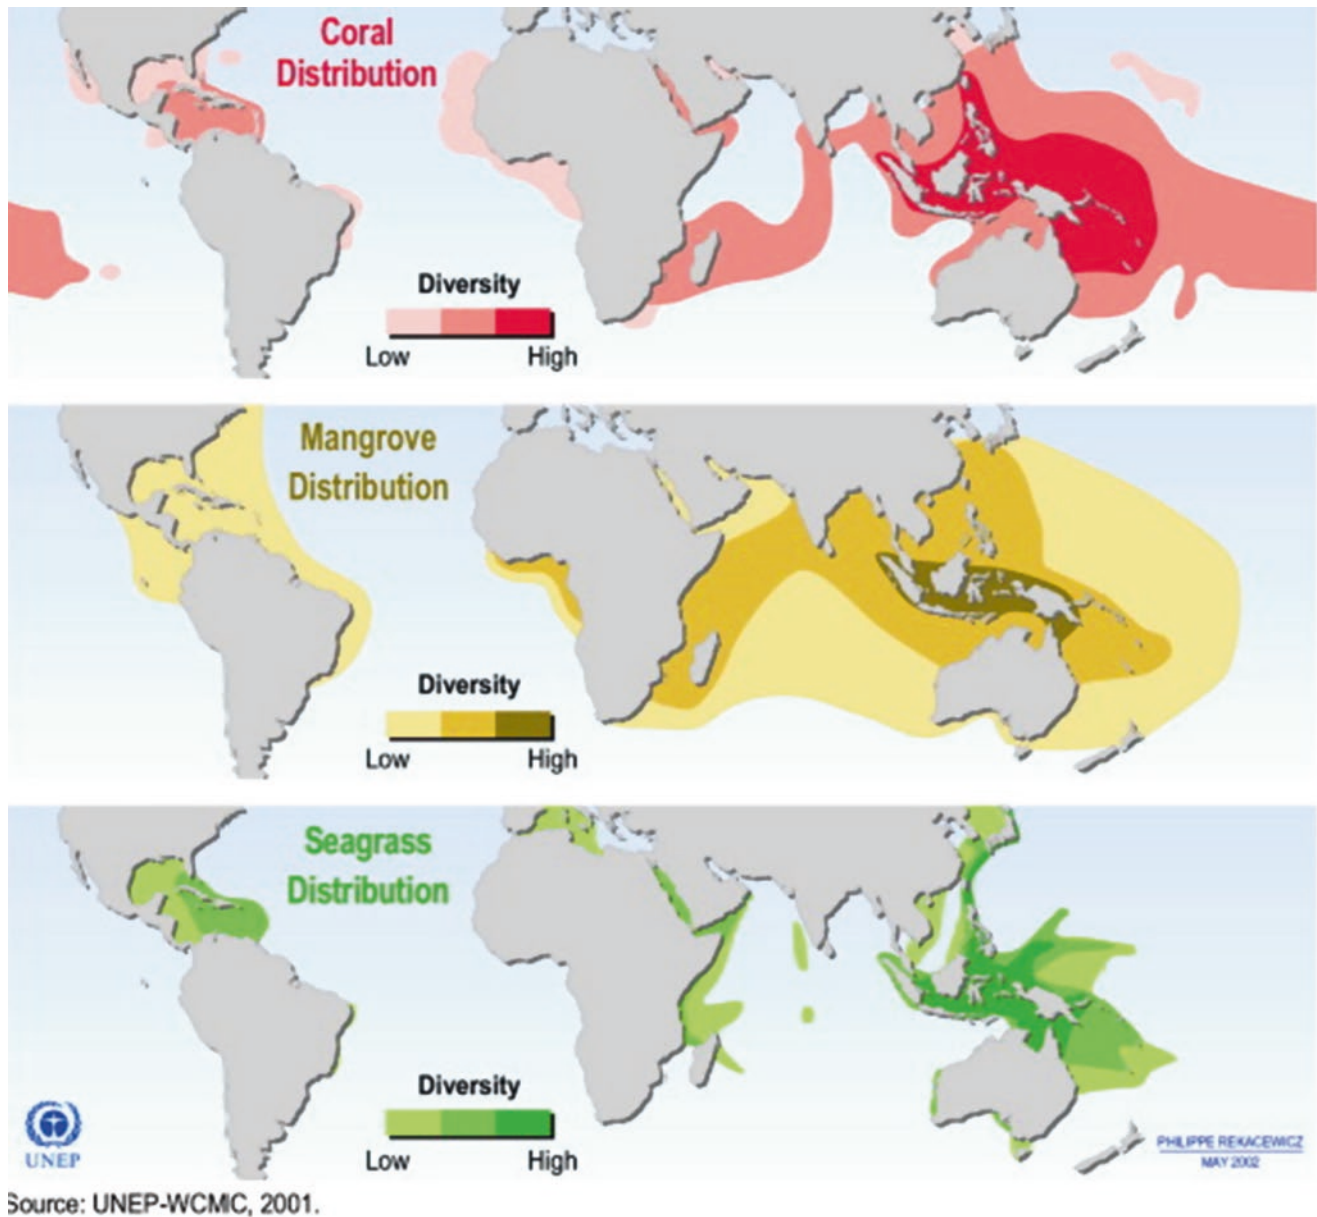 Coral
Distribution
Diversity
Low High
Mangrove
Distribution
Diversity
Low High
Seagrass
Distribution
Diversity
Low High
UNEP
PHILIPPE REKACEWICZ
MAY 2002
Source: UNEP-WCMC, 2001.